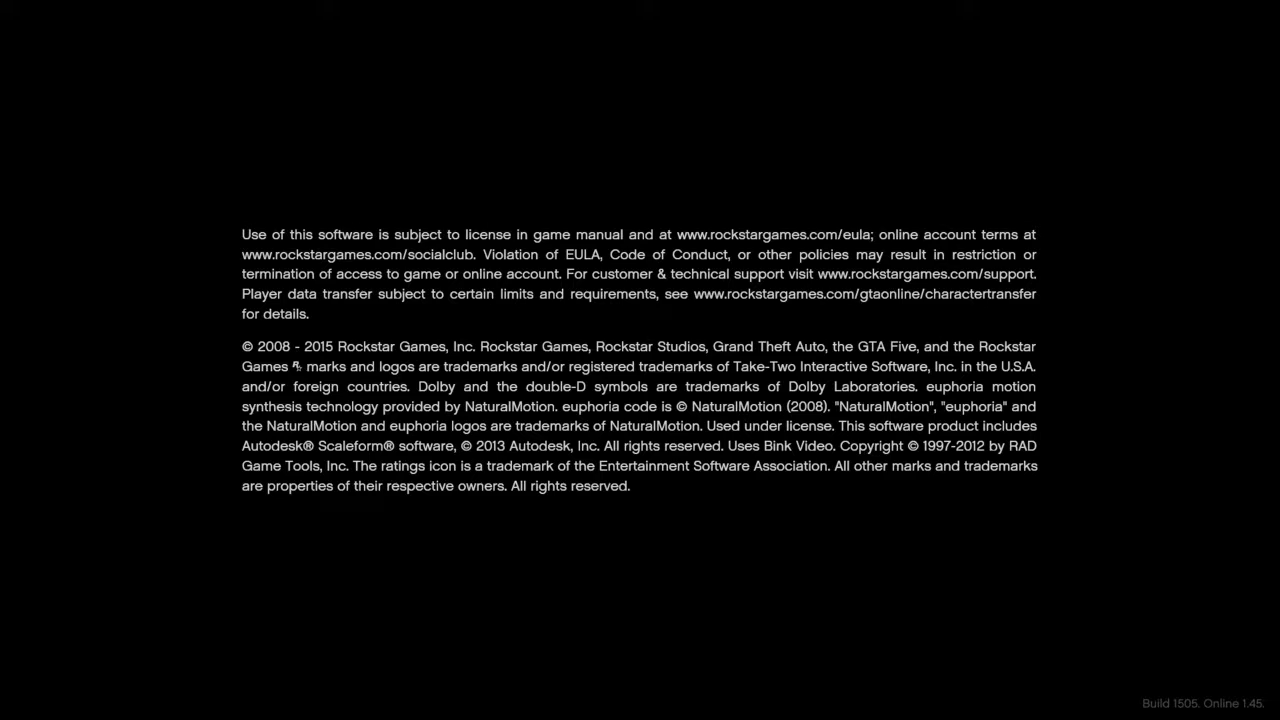 Use of this software is subject to license in game manual and at www.rockstargames.com/eula; online account terms at
www.rockstargames.com/socialclub. Violation of EULA, Code of Conduct, or other policies may result in restriction or
termination of access to game or online account. For customer & technical support visit www.rockstargames.com/support.
Player data transfer subject to certain limits and requirements, see www.rockstargames.com/gtaonline/charactertransfer
for details.
© 2008 - 2015 Rockstar Games, Inc. Rockstar Games, Rockstar Studios, Grand Theft Auto, the GTA Five, and the Rockstar
Games R* marks and logos are trademarks and/or registered trademarks of Take-Two Interactive Software, Inc. in the U.S.A.
and/or foreign countries. Dolby and the double-D symbols are trademarks of Dolby Laboratories. euphoria motion
synthesis technology provided by NaturalMotion. euphoria code is © NaturalMotion (2008). "NaturalMotion", "euphoria" and
the NaturalMotion and euphoria logos are trademarks of NaturalMotion. Used under license. This software product includes
Autodesk® Scaleform® software, © 2013 Autodesk, Inc. All rights reserved. Uses Bink Video. Copyright © 1997-2012 by RAD
Game Tools, Inc. The ratings icon is a trademark of the Entertainment Software Association. All other marks and trademarks
are properties of their respective owners. All rights reserved.
Build 1505. Online 1.45.